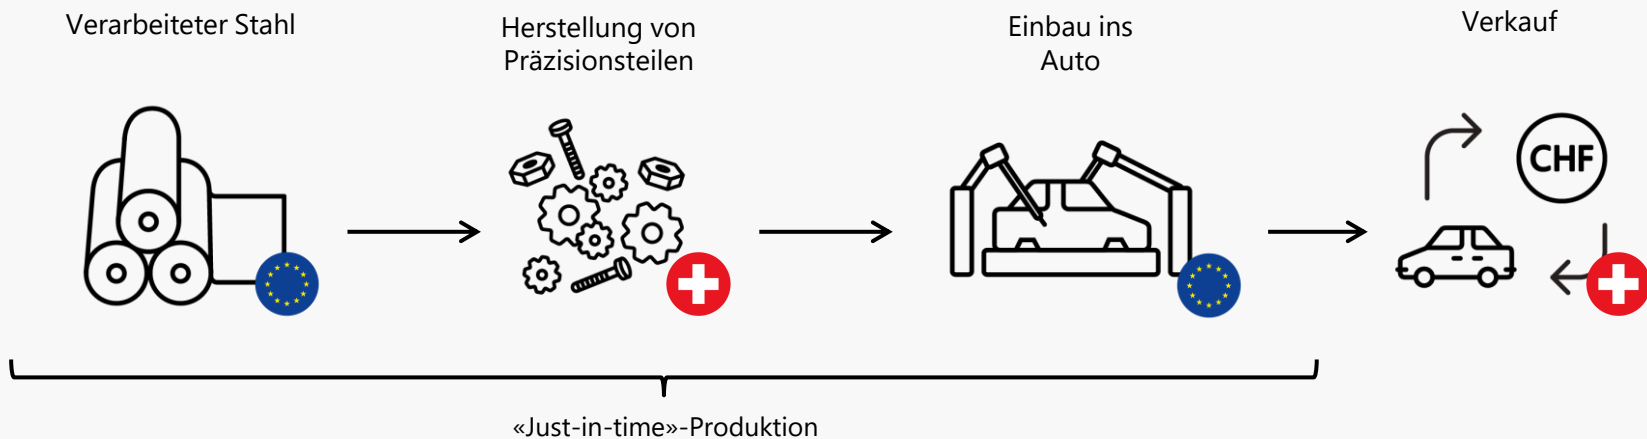 Verarbeiteter Stahl
Herstellung von
Präzisionsteilen
Einbau ins
Auto
Verkauf
CHF
«Just-in-time»-Produktion